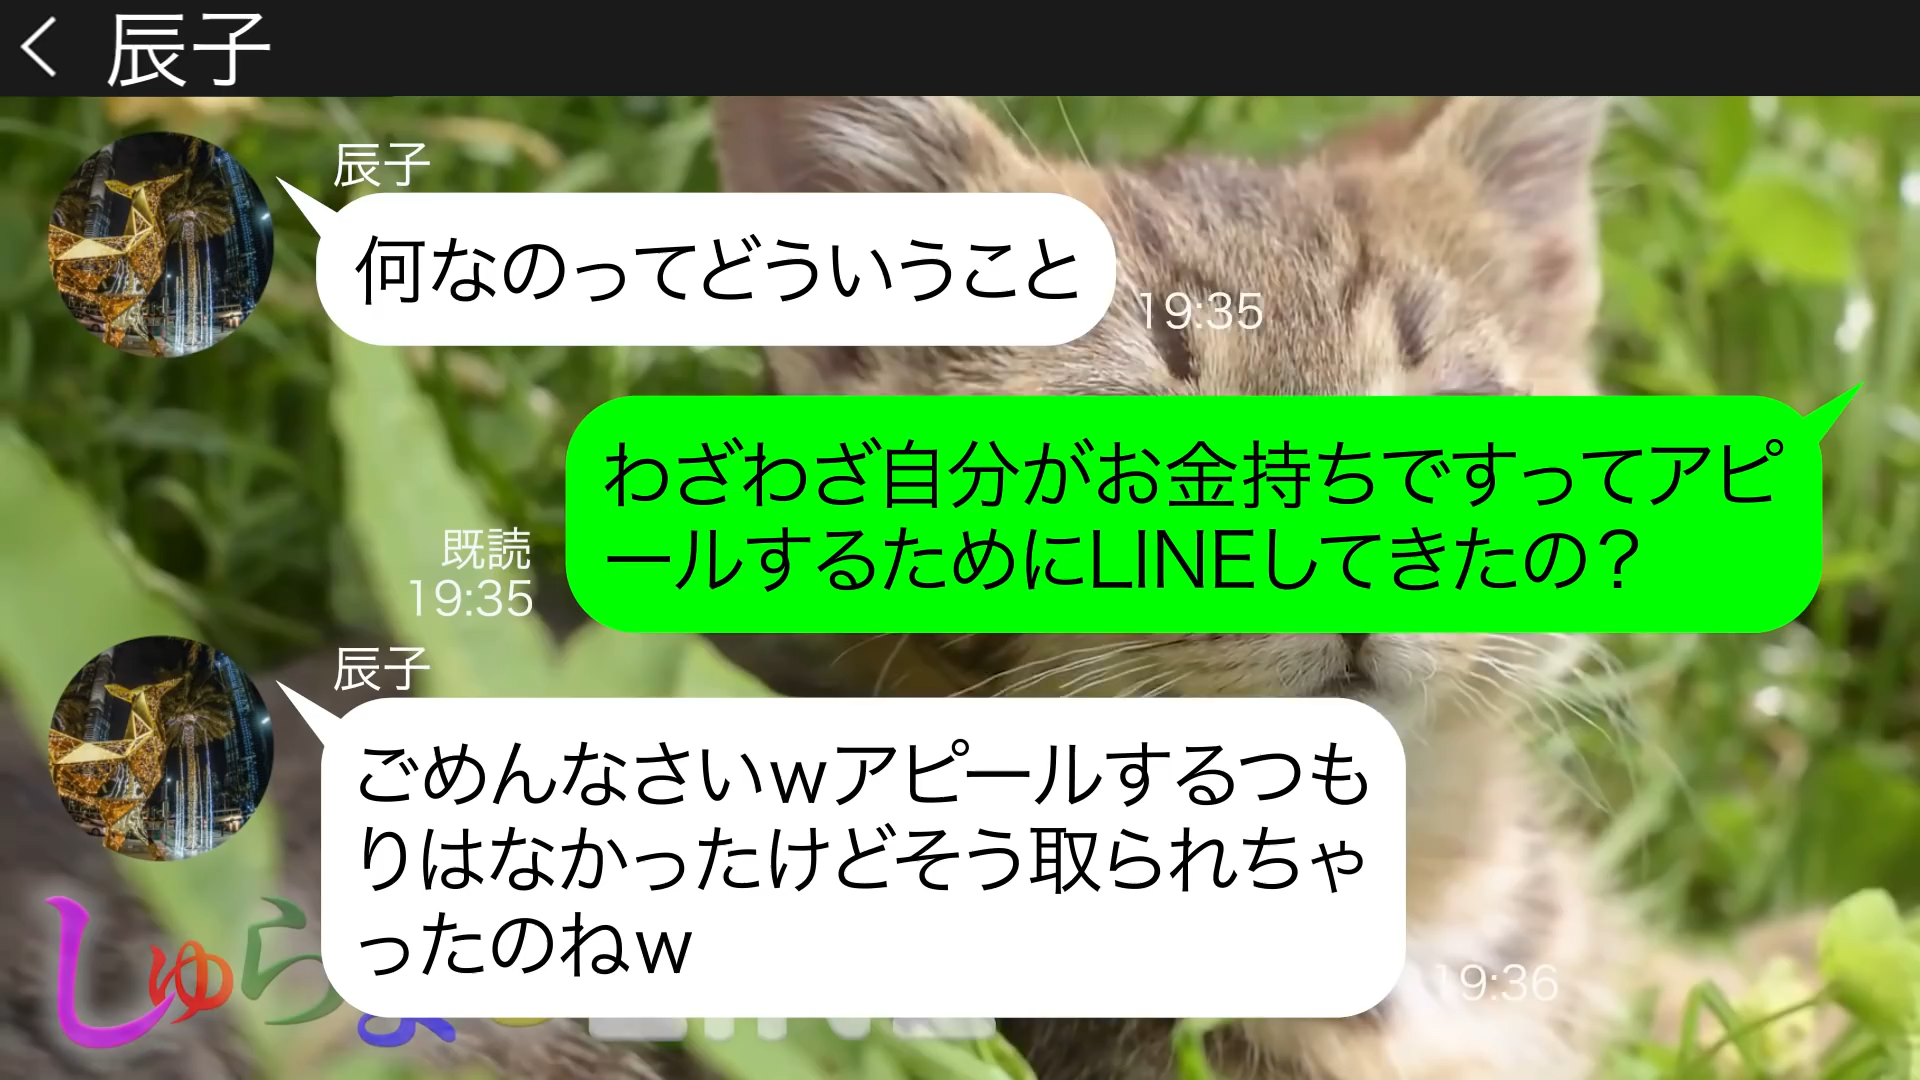 辰子
辰子
何なのってどういうこと
19:35
わざわざ自分がお金持ちですってアピ
ールするためにLINEしてきたの？
既読
19:35
辰子
ごめんなさいｗアピールするつも
りはなかったけどそう取られちゃ
ったのねｗ
19:36
しゅら